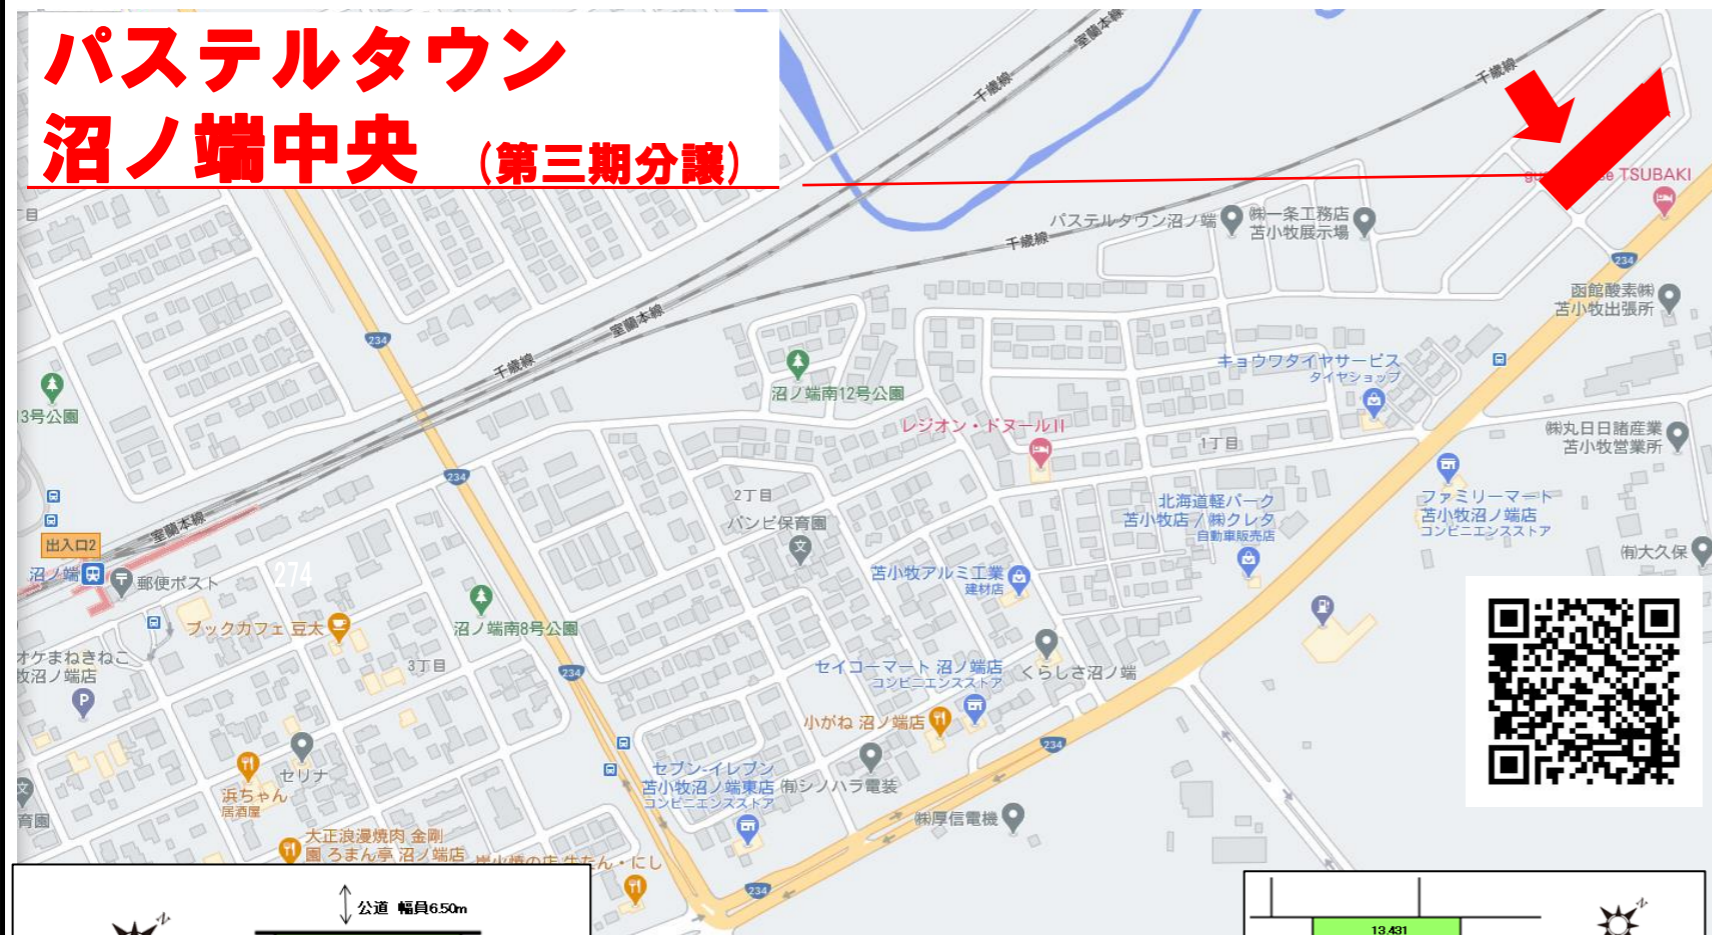 パステルタウン
沼ノ端中央 (第三期分譲)
室蘭本線
千歳線
千歳線
TSUBAKI
パステルタウン沼ノ端
㈱一条工務店
苫小牧展示場
千歳線
234
函館酸素㈱
苫小牧出張所
室蘭本線
234
千歳線
13号公園
沼ノ端南12号公園
キョウワタイヤサービス
タイヤショップ
レジオン・ドヌールII
1丁目
㈱丸日日諸産業
苫小牧営業所
234
2丁目
バンビ保育園
北海道軽パーク
苫小牧店 / ㈱クレタ
自動車販売店
ファミリーマート
苫小牧沼ノ端店
コンビニエンスストア
室蘭本線
出入口2
㈲大久保
沼ノ端
郵便ポスト
274
苫小牧アルミ工業
建材店
ブックカフェ 豆太
沼ノ端南8号公園
3丁目
オケまねきねこ
牧沼ノ端店
P
234
セイコーマート 沼ノ端店
コンビニエンスストア
くらしさ沼ノ端
小がね 沼ノ端店
234
セリナ
セブン-イレブン
苫小牧沼ノ端東店
コンビニエンスストア
㈲シノハラ電装
浜ちゃん
居酒屋
文
育園
㈱厚信電機
大正浪漫焼肉 金剛
園 ろまん亭 沼ノ端店
炭火焼の店 牛たん・にし
234
公道 幅員6.50m
N
13.431
N